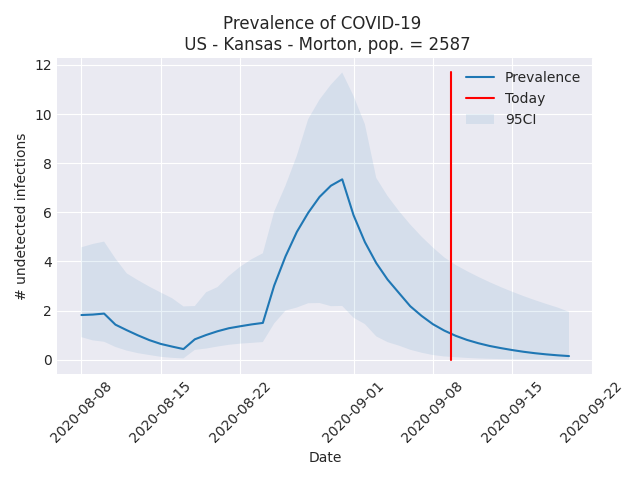 Prevalence of COVID-19
US - Kansas - Morton, pop. = 2587
Prevalence
Today
95CI
# undetected infections
12
10
8
6
4
2
0
2020-08-08
2020-08-15
2020-08-22
2020-09-01
2020-09-08
2020-09-15
2020-09-22
Date